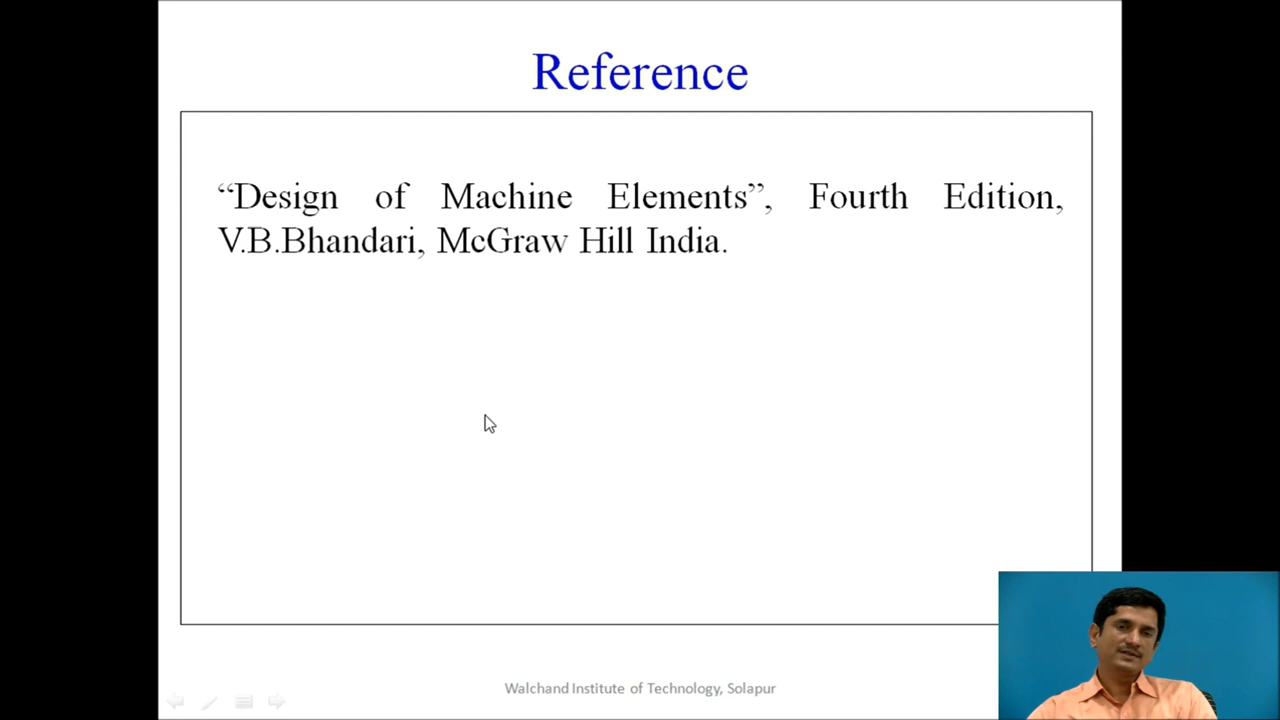 Reference
“Design of Machine Elements”, Fourth Edition,
V.B.Bhandari, McGraw Hill India.
Walchand Institute of Technology, Solapur